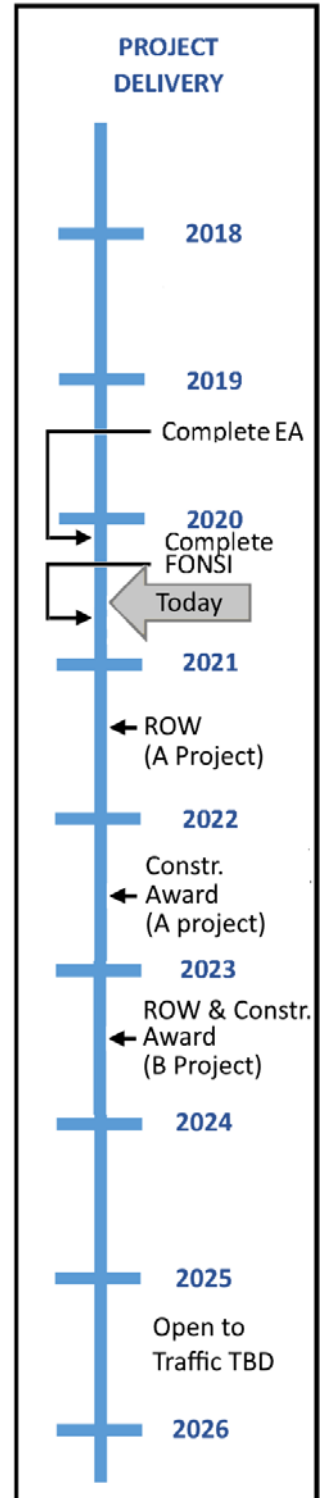 PROJECT
DELIVERY
2018
2019
Complete EA
2020
Complete
FONSI
Today
2021
ROW
(A Project)
2022
Constr.
Award
(A project)
2023
ROW & Constr.
Award
(B Project)
2024
2025
Open to
Traffic TBD
2026